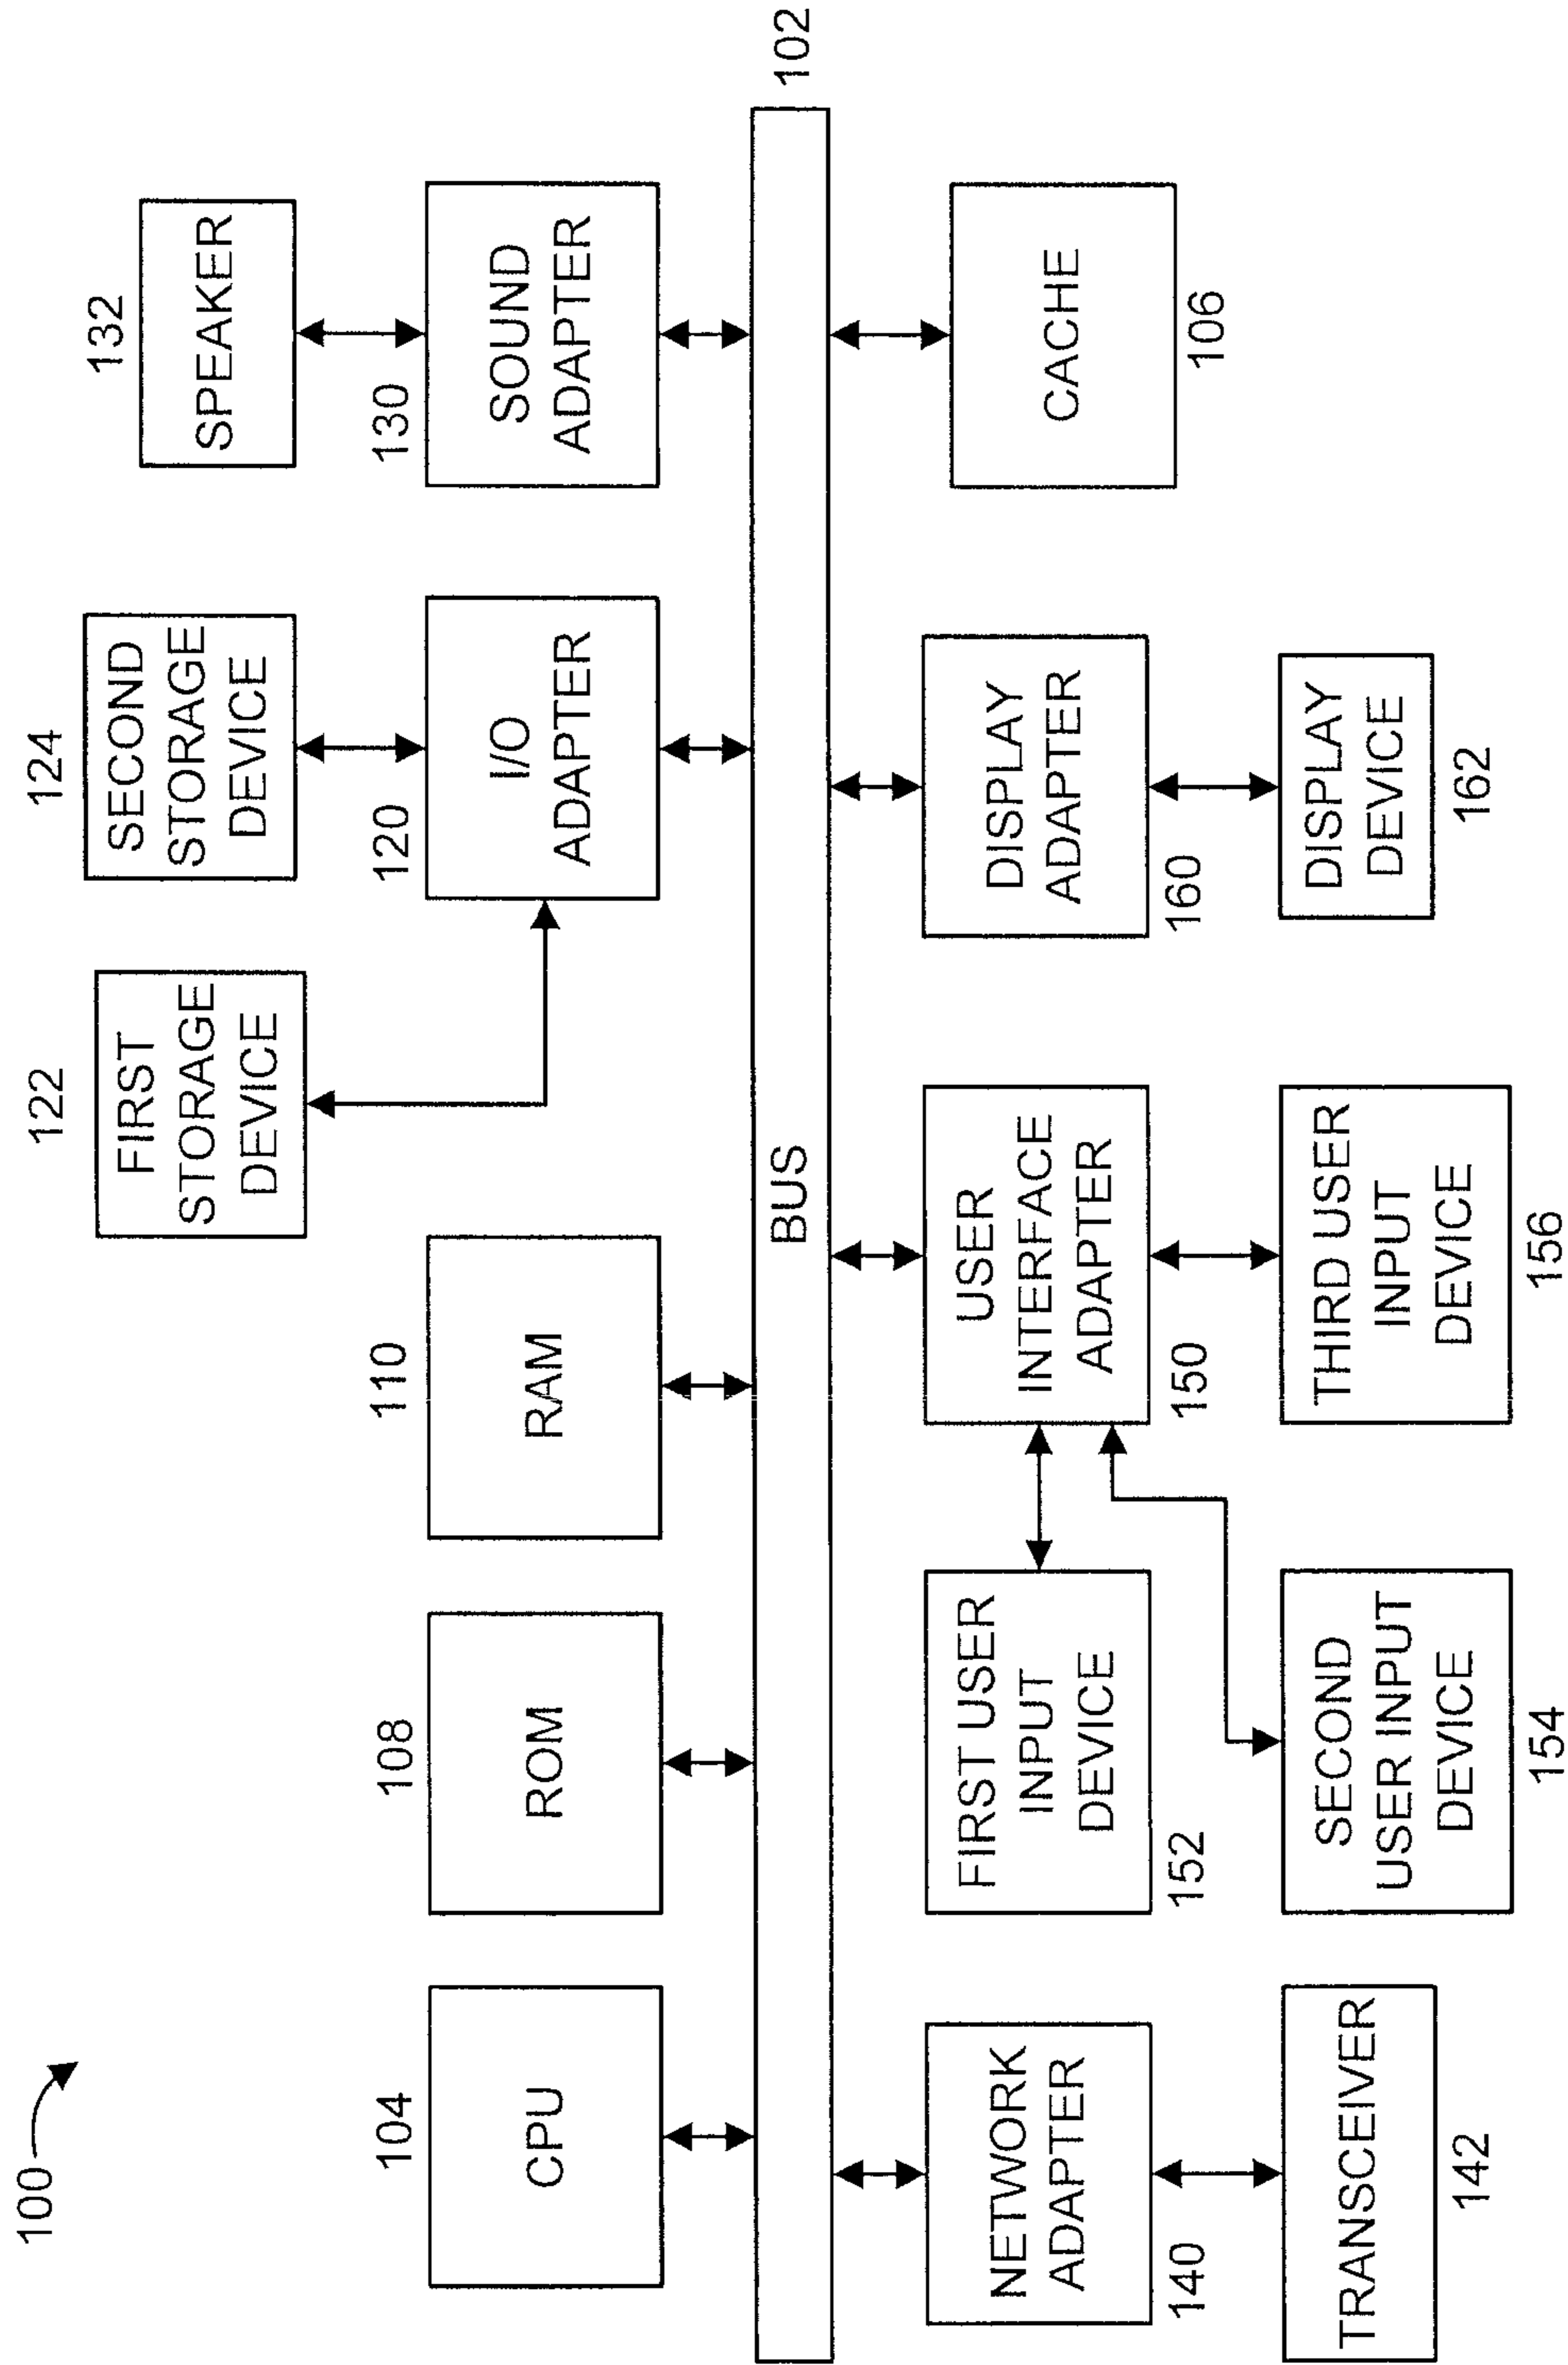 100
104
CPU
108
ROM
110
RAM
122
FIRST
STORAGE
DEVICE
124
SECOND
STORAGE
DEVICE
120
I/O
ADAPTER
132
SPEAKER
130
SOUND
ADAPTER
BUS
102
NETWORK
ADAPTER
140
TRANSCEIVER
142
FIRST USER
INPUT
DEVICE
152
SECOND
USER INPUT
DEVICE
154
USER
INTERFACE
ADAPTER
150
THIRD USER
INPUT
DEVICE
156
DISPLAY
ADAPTER
160
DISPLAY
DEVICE
162
CACHE
106